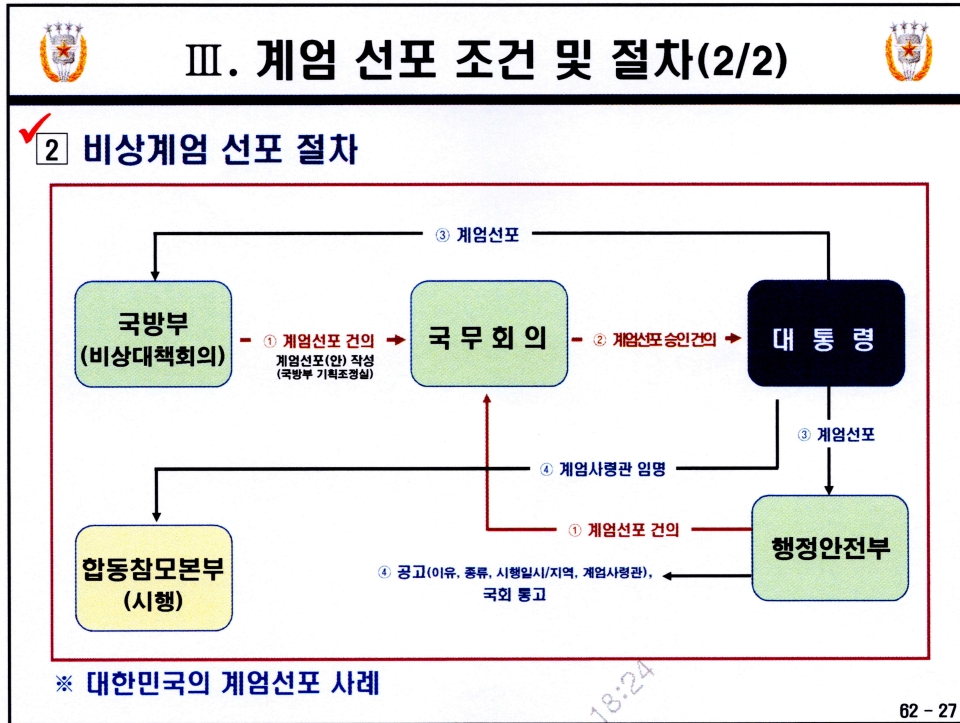 Ⅲ. 계엄 선포 조건 및 절차(2/2)
2 비상계엄 선포 절차
③ 계엄선포
국방부
(비상대책회의)
① 계엄선포 건의
계엄선포(안) 작성
(국방부 기획조정실)
국무회의
② 계엄선포 승인 건의
대통령
③ 계엄선포
④ 계엄사령관 임명
① 계엄선포 건의
합동참모본부
(시행)
행정안전부
④ 공고(이유, 종류, 시행일시/지역, 계엄사령관),
국회 통고
※ 대한민국의 계엄선포 사례
18:24
62 - 27